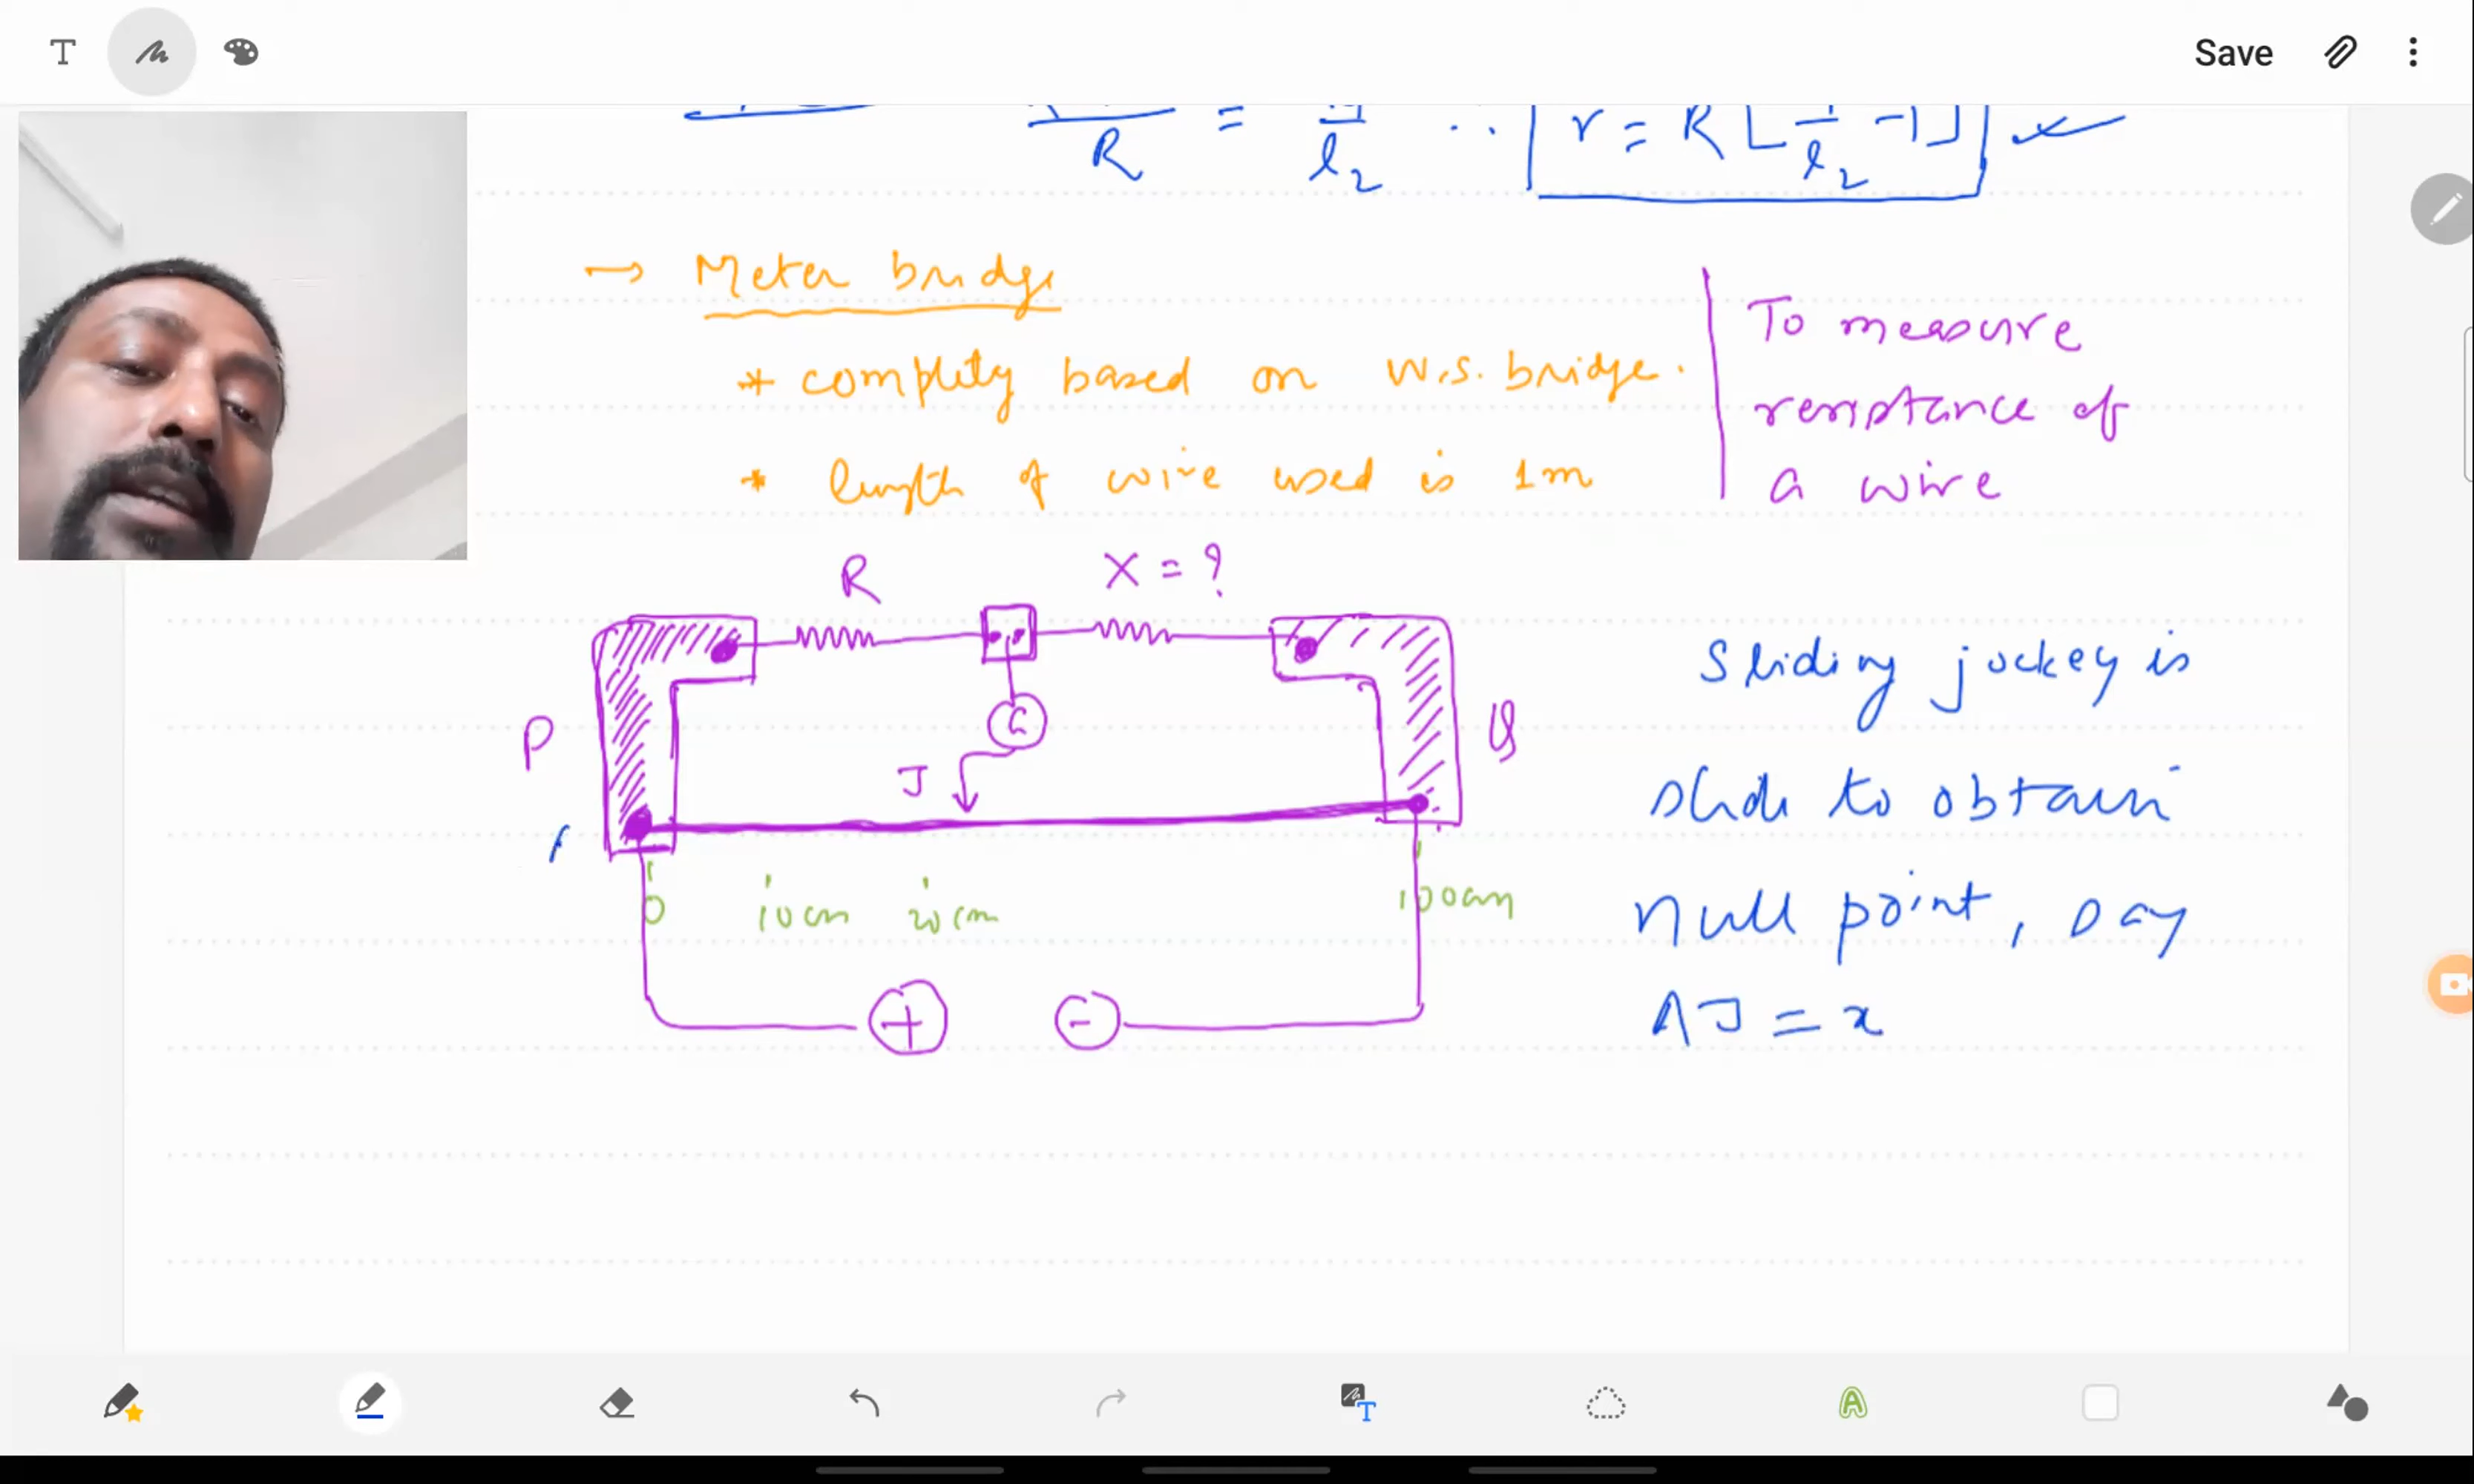 T
Save
R = l2 ∴ r = R [ l2 -1 ]
→ Meter bridge
* complety based on W.S. bridge.
* length of wire used is 1m
To measure
resistance of
a wire
R X = ?
P G Q
J
0 10cm 20cm 100cm
+ -
Sliding jockey is
slide to obtain
null point, say
AJ = x
T
A